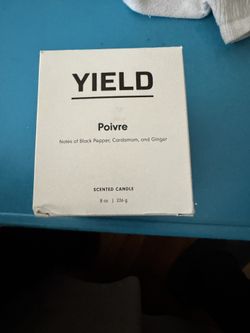 YIELD
Poivre
Notes of Black Pepper, Cardamom, and Ginger
SCENTED CANDLE
8 oz | 226 g